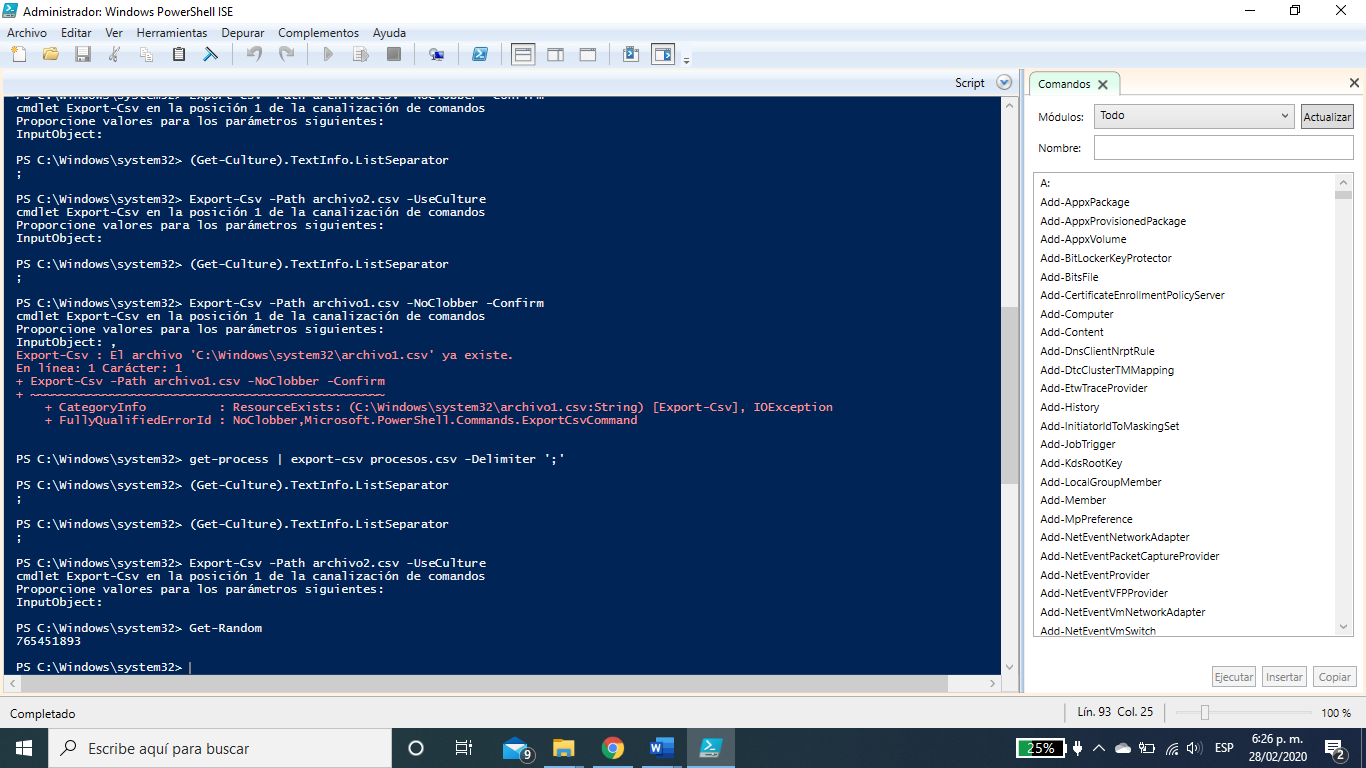 Administrador: Windows PowerShell ISE
Archivo Editar Ver Herramientas Depurar Complementos Ayuda
Script
PS C:\Windows\system32> Export-Csv -Path archivo1.csv -NoClobber -Confirm
cmdlet Export-Csv en la posición 1 de la canalización de comandos
Proporcione valores para los parámetros siguientes:
InputObject:
PS C:\Windows\system32> (Get-Culture).TextInfo.ListSeparator
;
PS C:\Windows\system32> Export-Csv -Path archivo2.csv -UseCulture
cmdlet Export-Csv en la posición 1 de la canalización de comandos
Proporcione valores para los parámetros siguientes:
InputObject:
PS C:\Windows\system32> (Get-Culture).TextInfo.ListSeparator
;
PS C:\Windows\system32> Export-Csv -Path archivo1.csv -NoClobber -Confirm
cmdlet Export-Csv en la posición 1 de la canalización de comandos
Proporcione valores para los parámetros siguientes:
InputObject: ,
Export-Csv : El archivo 'C:\Windows\system32\archivo1.csv' ya existe.
En línea: 1 Carácter: 1
+ Export-Csv -Path archivo1.csv -NoClobber -Confirm
+ ~~~~~~~~~~~~~~~~~~~~~~~~~~~~~~~~~~~~~~~~~~~~~~~~~
+ CategoryInfo : ResourceExists: (C:\Windows\system32\archivo1.csv:String) [Export-Csv], IOException
+ FullyQualifiedErrorId : NoClobber,Microsoft.PowerShell.Commands.ExportCsvCommand
PS C:\Windows\system32> get-process | export-csv procesos.csv -Delimiter ';'
PS C:\Windows\system32> (Get-Culture).TextInfo.ListSeparator
;
PS C:\Windows\system32> (Get-Culture).TextInfo.ListSeparator
;
PS C:\Windows\system32> Export-Csv -Path archivo2.csv -UseCulture
cmdlet Export-Csv en la posición 1 de la canalización de comandos
Proporcione valores para los parámetros siguientes:
InputObject:
PS C:\Windows\system32> Get-Random
765451893
PS C:\Windows\system32>
Comandos
Módulos: Todo Actualizar
Nombre:
A:
Add-AppxPackage
Add-AppxProvisionedPackage
Add-AppxVolume
Add-BitLockerKeyProtector
Add-BitsFile
Add-CertificateEnrollmentPolicyServer
Add-Computer
Add-Content
Add-DnsClientNrptRule
Add-DtcClusterTMMapping
Add-EtwTraceProvider
Add-History
Add-InitiatorIdToMaskingSet
Add-JobTrigger
Add-KdsRootKey
Add-LocalGroupMember
Add-Member
Add-MpPreference
Add-NetEventNetworkAdapter
Add-NetEventPacketCaptureProvider
Add-NetEventProvider
Add-NetEventVFPProvider
Add-NetEventVmNetworkAdapter
Add-NetEventVmSwitch
Ejecutar Insertar Copiar
Completado
Lín. 93 Col. 25
100 %
Escribe aquí para buscar
9
25%
ESP
6:26 p. m.
28/02/2020
2